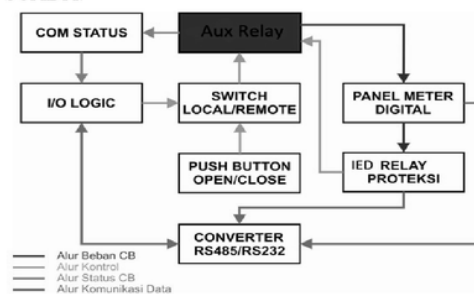 COM STATUS
Aux Relay
I/O LOGIC
SWITCH
LOCAL/REMOTE
PANEL METER
DIGITAL
PUSH BUTTON
OPEN/CLOSE
IED RELAY
PROTEKSI
CONVERTER
RS485/RS232
Alur Beban CB
Alur Kontrol
Alur Status CB
Alur Komunikasi Data